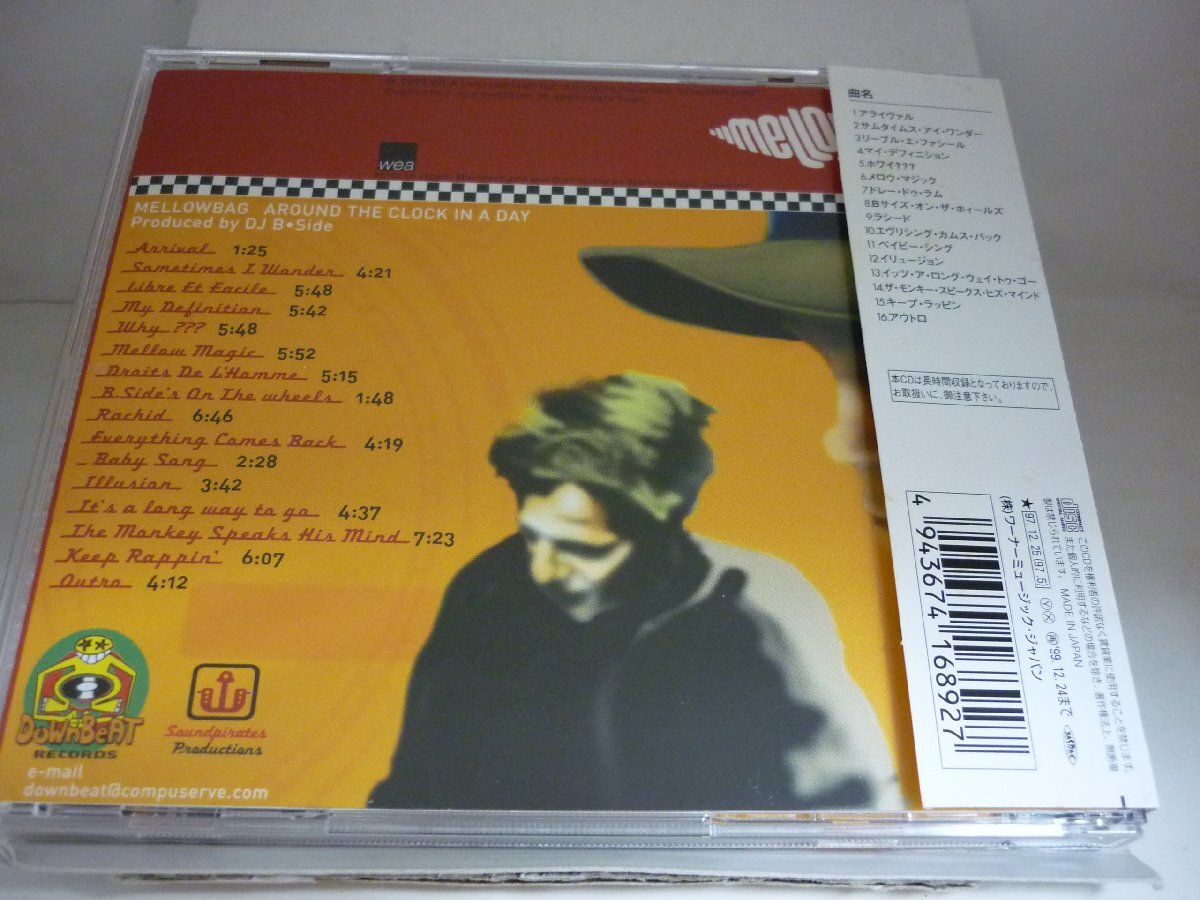 wea
MELLOWBAG AROUND THE CLOCK IN A DAY
Produced by DJ B•Side
Arrival 1:25
Sometimes I Wonder 4:21
Libre Et Facile 5:48
My Definition 5:42
Why ??? 5:48
Mellow Magic 5:52
Droits De L'Homme 5:15
B.Side's On The wheels 1:48
Rachid 6:46
Everything Comes Back 4:19
Baby Song 2:28
Illusion 3:42
It's a long way to go 4:37
The Monkey Speaks His Mind 7:23
Keep Rappin' 6:07
Outro 4:12
DOWNBEAT
RECORDS
Soundpirates
Productions
e-mail
downbeat@compuserve.com
曲名
1.アライヴァル
2.サムタイムス・アイ・ワンダー
3.リーブル・エ・ファシール
4.マイ・デフィニション
5.ホワイ???
6.メロウ・マジック
7.ドレー・ドゥ・ラム
8.Bサイズ・オン・ザ・ホィールズ
9.ラシード
10.エヴリシング・カムス・バック
11.ベイビー・シング
12.イリュージョン
13.イッツ・ア・ロング・ウェイ・トゥ・ゴー
14.ザ・モンキー・スピークス・ヒズ・マインド
15.キープ・ラッピン
16.アウトロ
本CDは長時間収録となっておりますので、
お取扱いに、御注意下さい。
MADE IN JAPAN
★'97.12.25('97.5) Ⓨ '99.12.24まで
(株)ワーナーミュージック・ジャパン
4 943674 168927